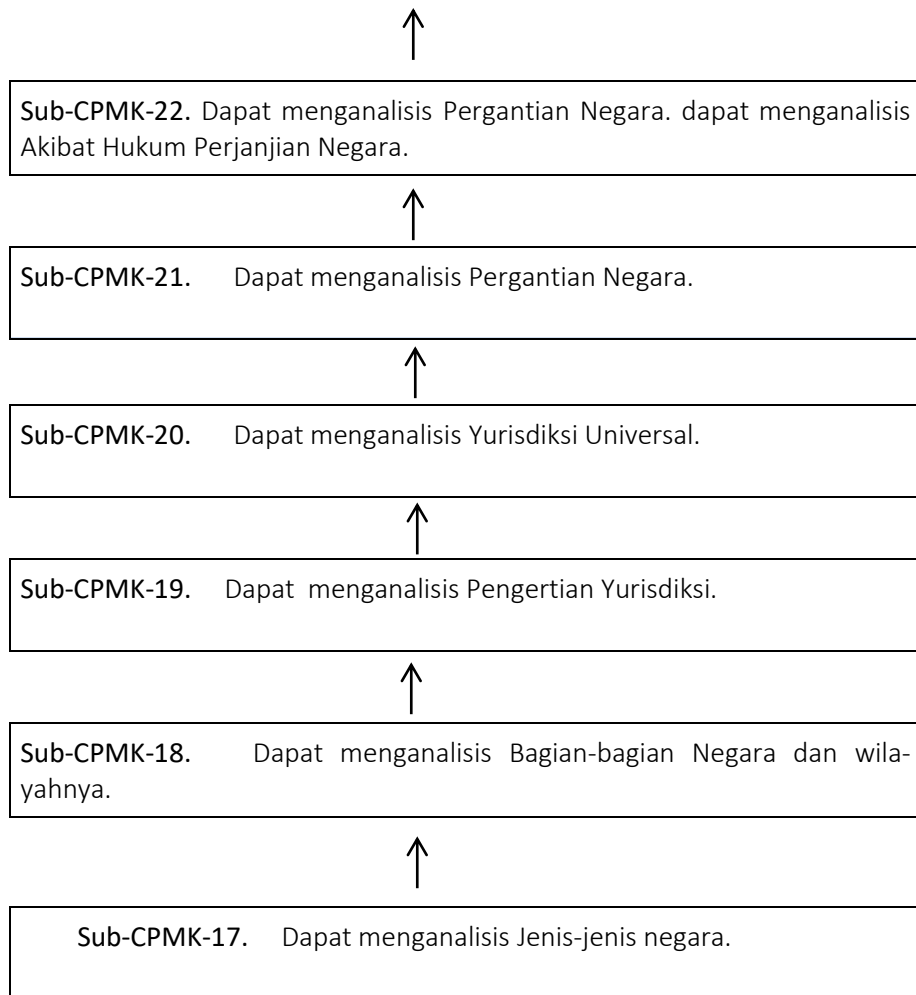 Sub-CPMK-22. Dapat menganalisis Pergantian Negara. dapat menganalisis
Akibat Hukum Perjanjian Negara.
Sub-CPMK-21. Dapat menganalisis Pergantian Negara.
Sub-CPMK-20. Dapat menganalisis Yurisdiksi Universal.
Sub-CPMK-19. Dapat menganalisis Pengertian Yurisdiksi.
Sub-CPMK-18. Dapat menganalisis Bagian-bagian Negara dan wila-
yahnya.
Sub-CPMK-17. Dapat menganalisis Jenis-jenis negara.